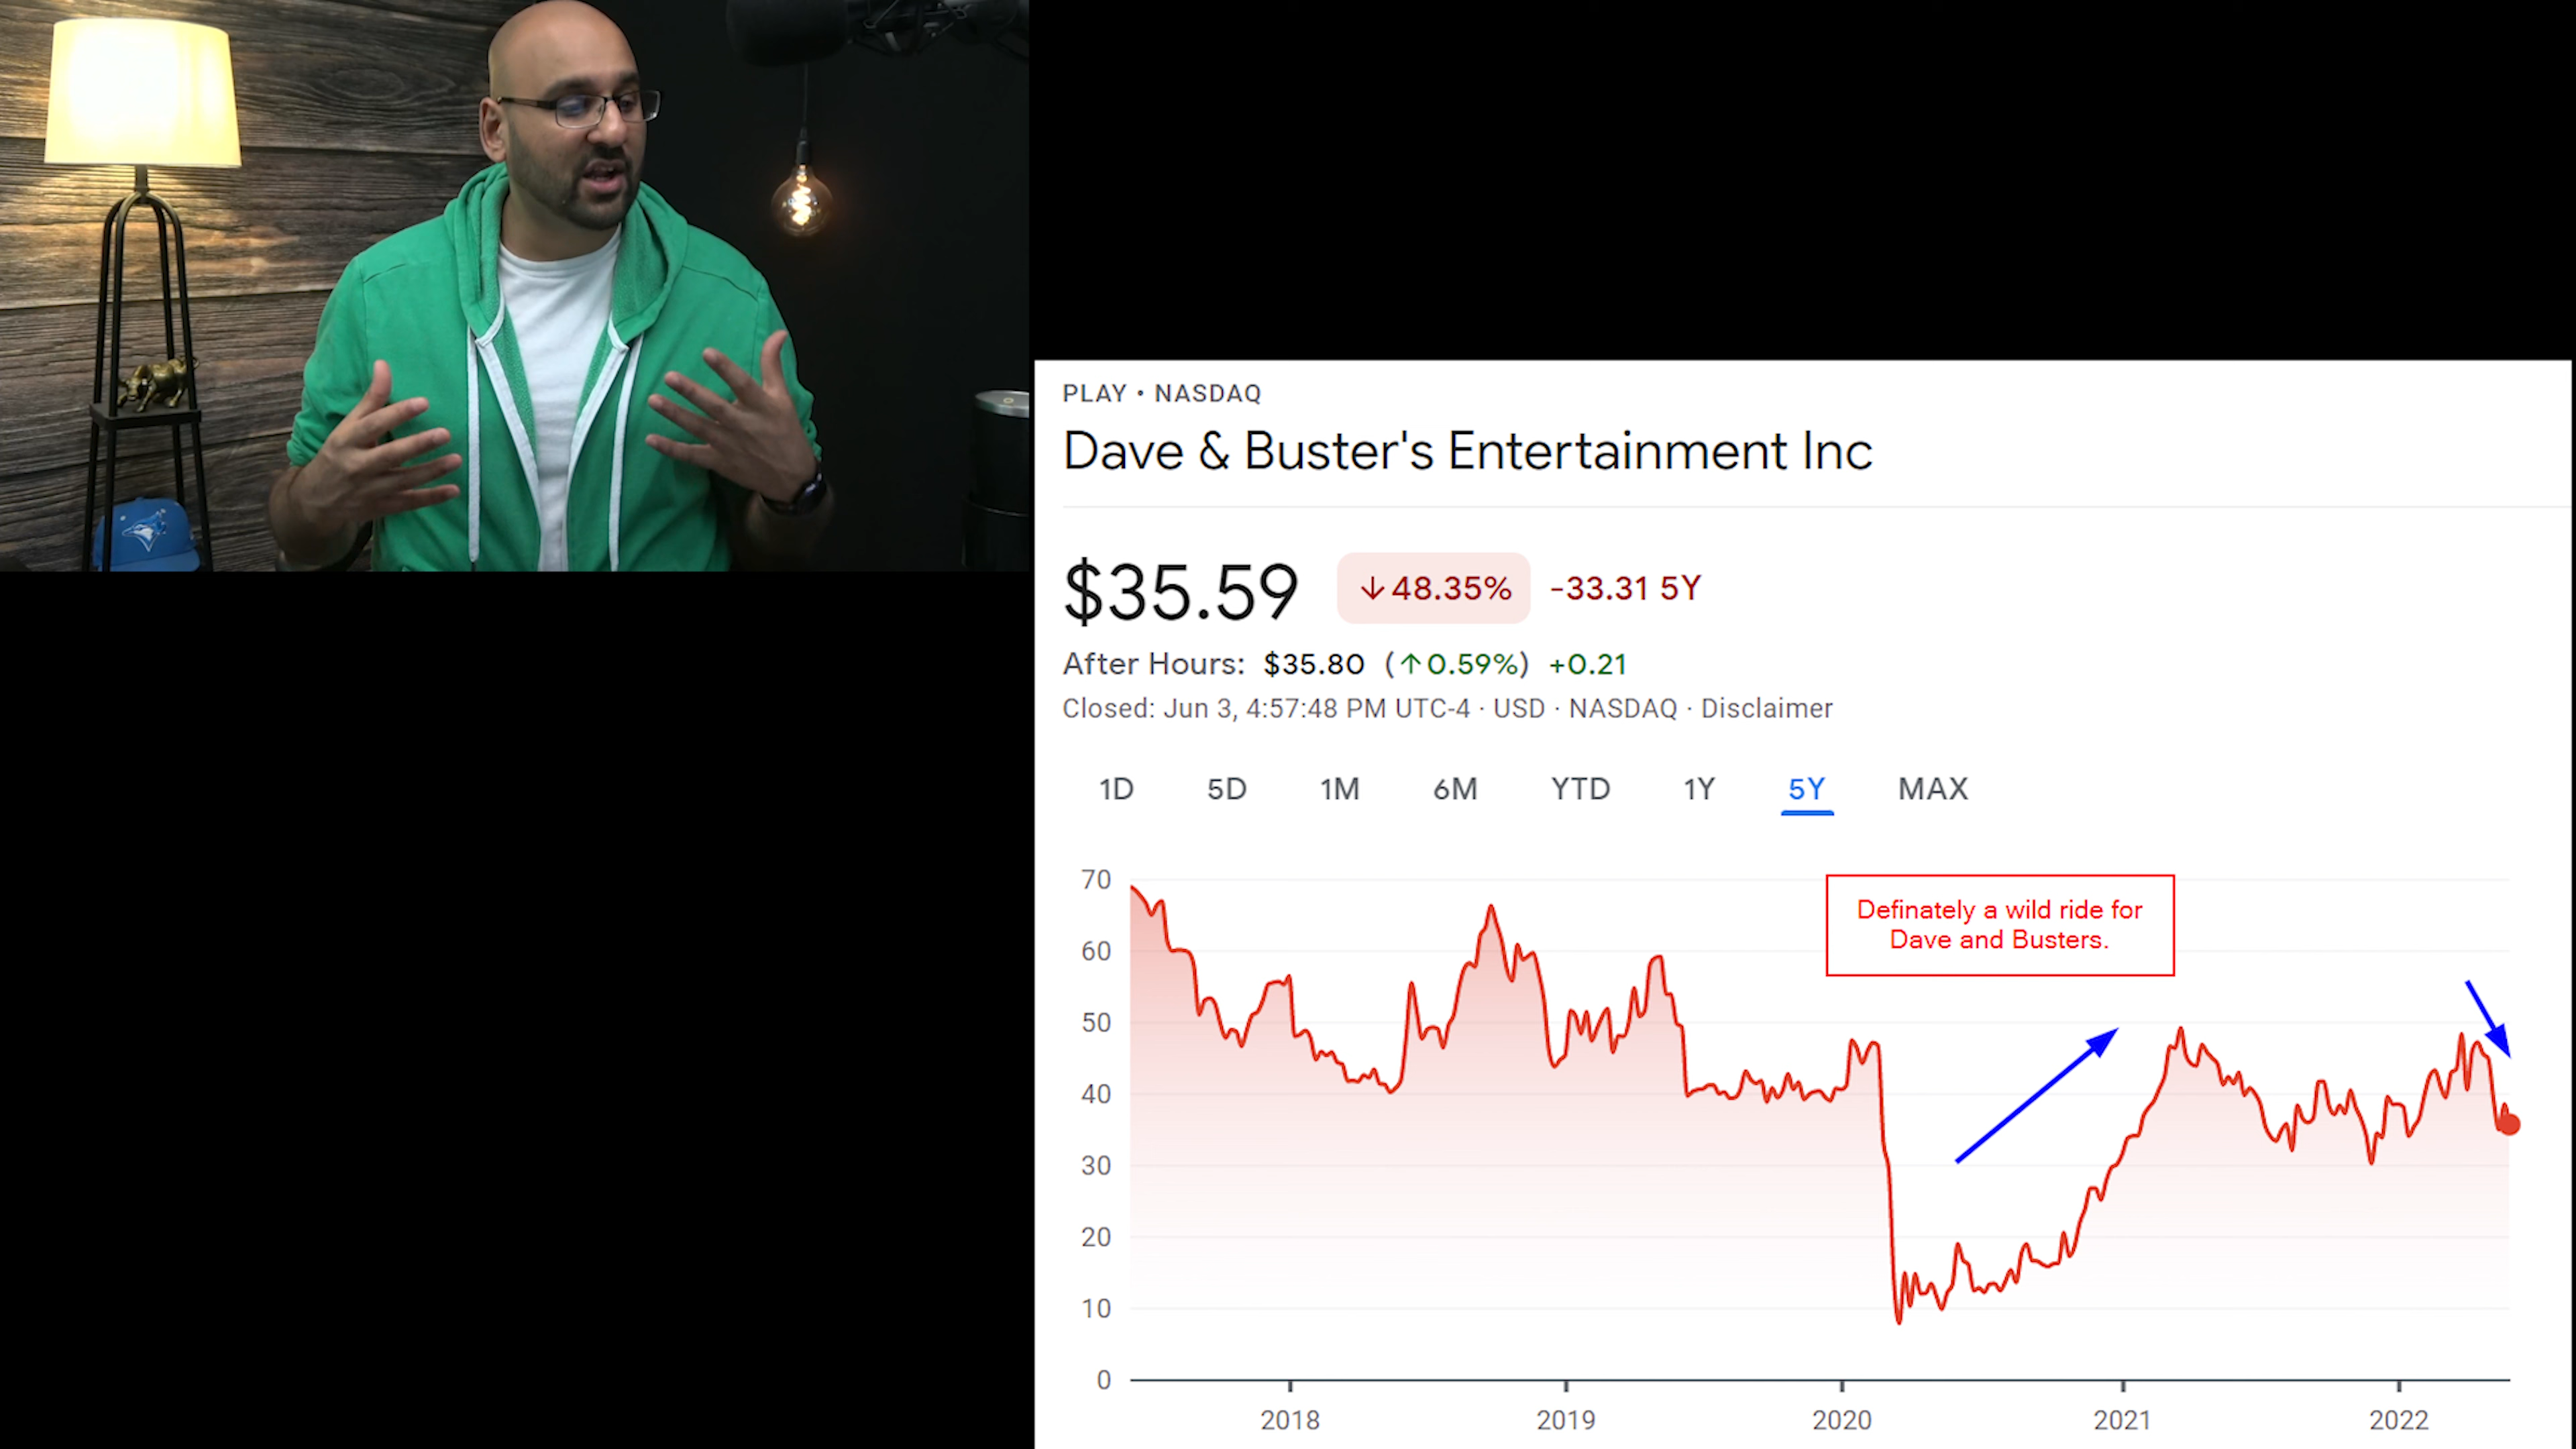 PLAY • NASDAQ
Dave & Buster's Entertainment Inc
$35.59 ↓48.35% -33.31 5Y
After Hours: $35.80 (↑0.59%) +0.21
Closed: Jun 3, 4:57:48 PM UTC-4 · USD · NASDAQ · Disclaimer
1D 5D 1M 6M YTD 1Y 5Y MAX
Definately a wild ride for
Dave and Busters.
70
60
50
40
30
20
10
0
2018 2019 2020 2021 2022